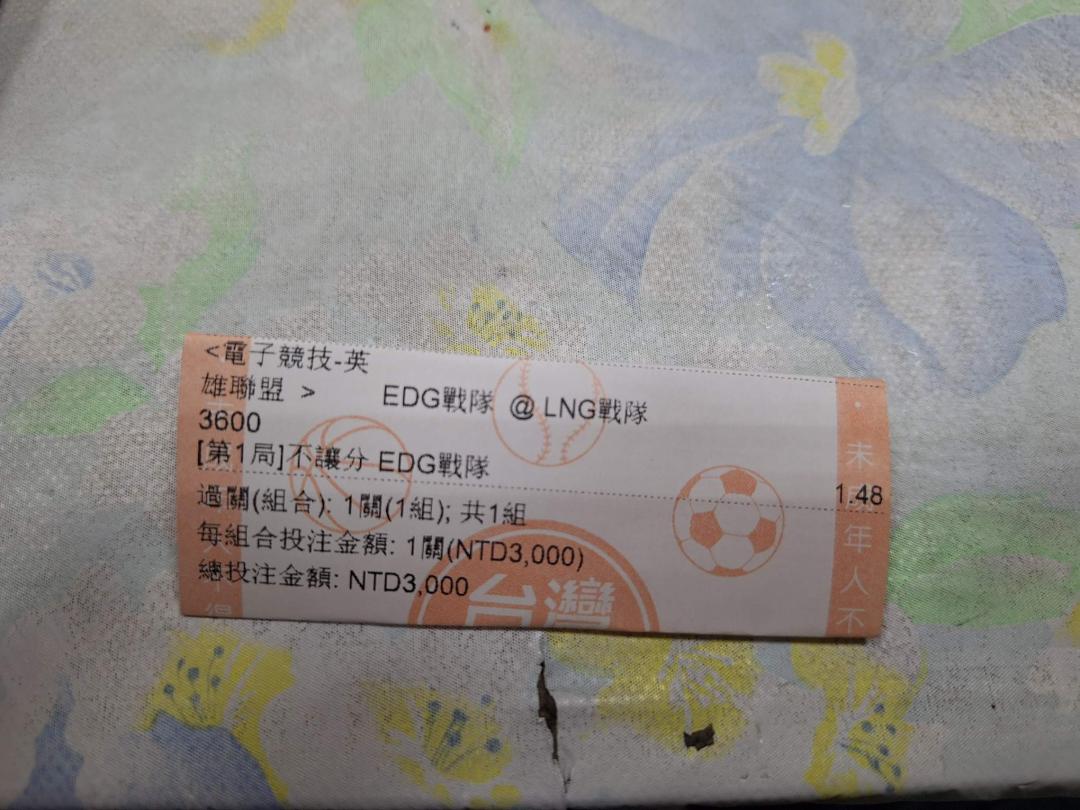 <電子競技-英
雄聯盟 > EDG戰隊 @ LNG戰隊
3600
[第1局]不讓分 EDG戰隊 1.48
過關(組合): 1關(1組); 共1組
每組合投注金額: 1關(NTD3,000)
總投注金額: NTD3,000
台灣
未
年人不